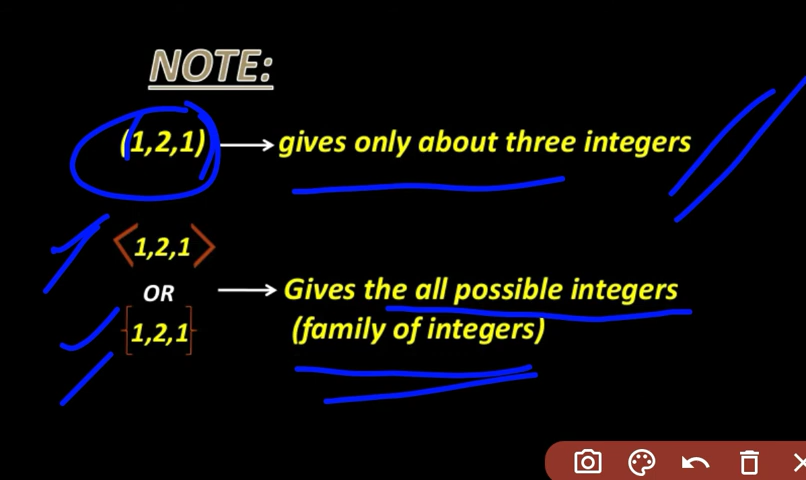 NOTE:
(1,2,1) → gives only about three integers
〈1,2,1〉
OR → Gives the all possible integers
{1,2,1} (family of integers)